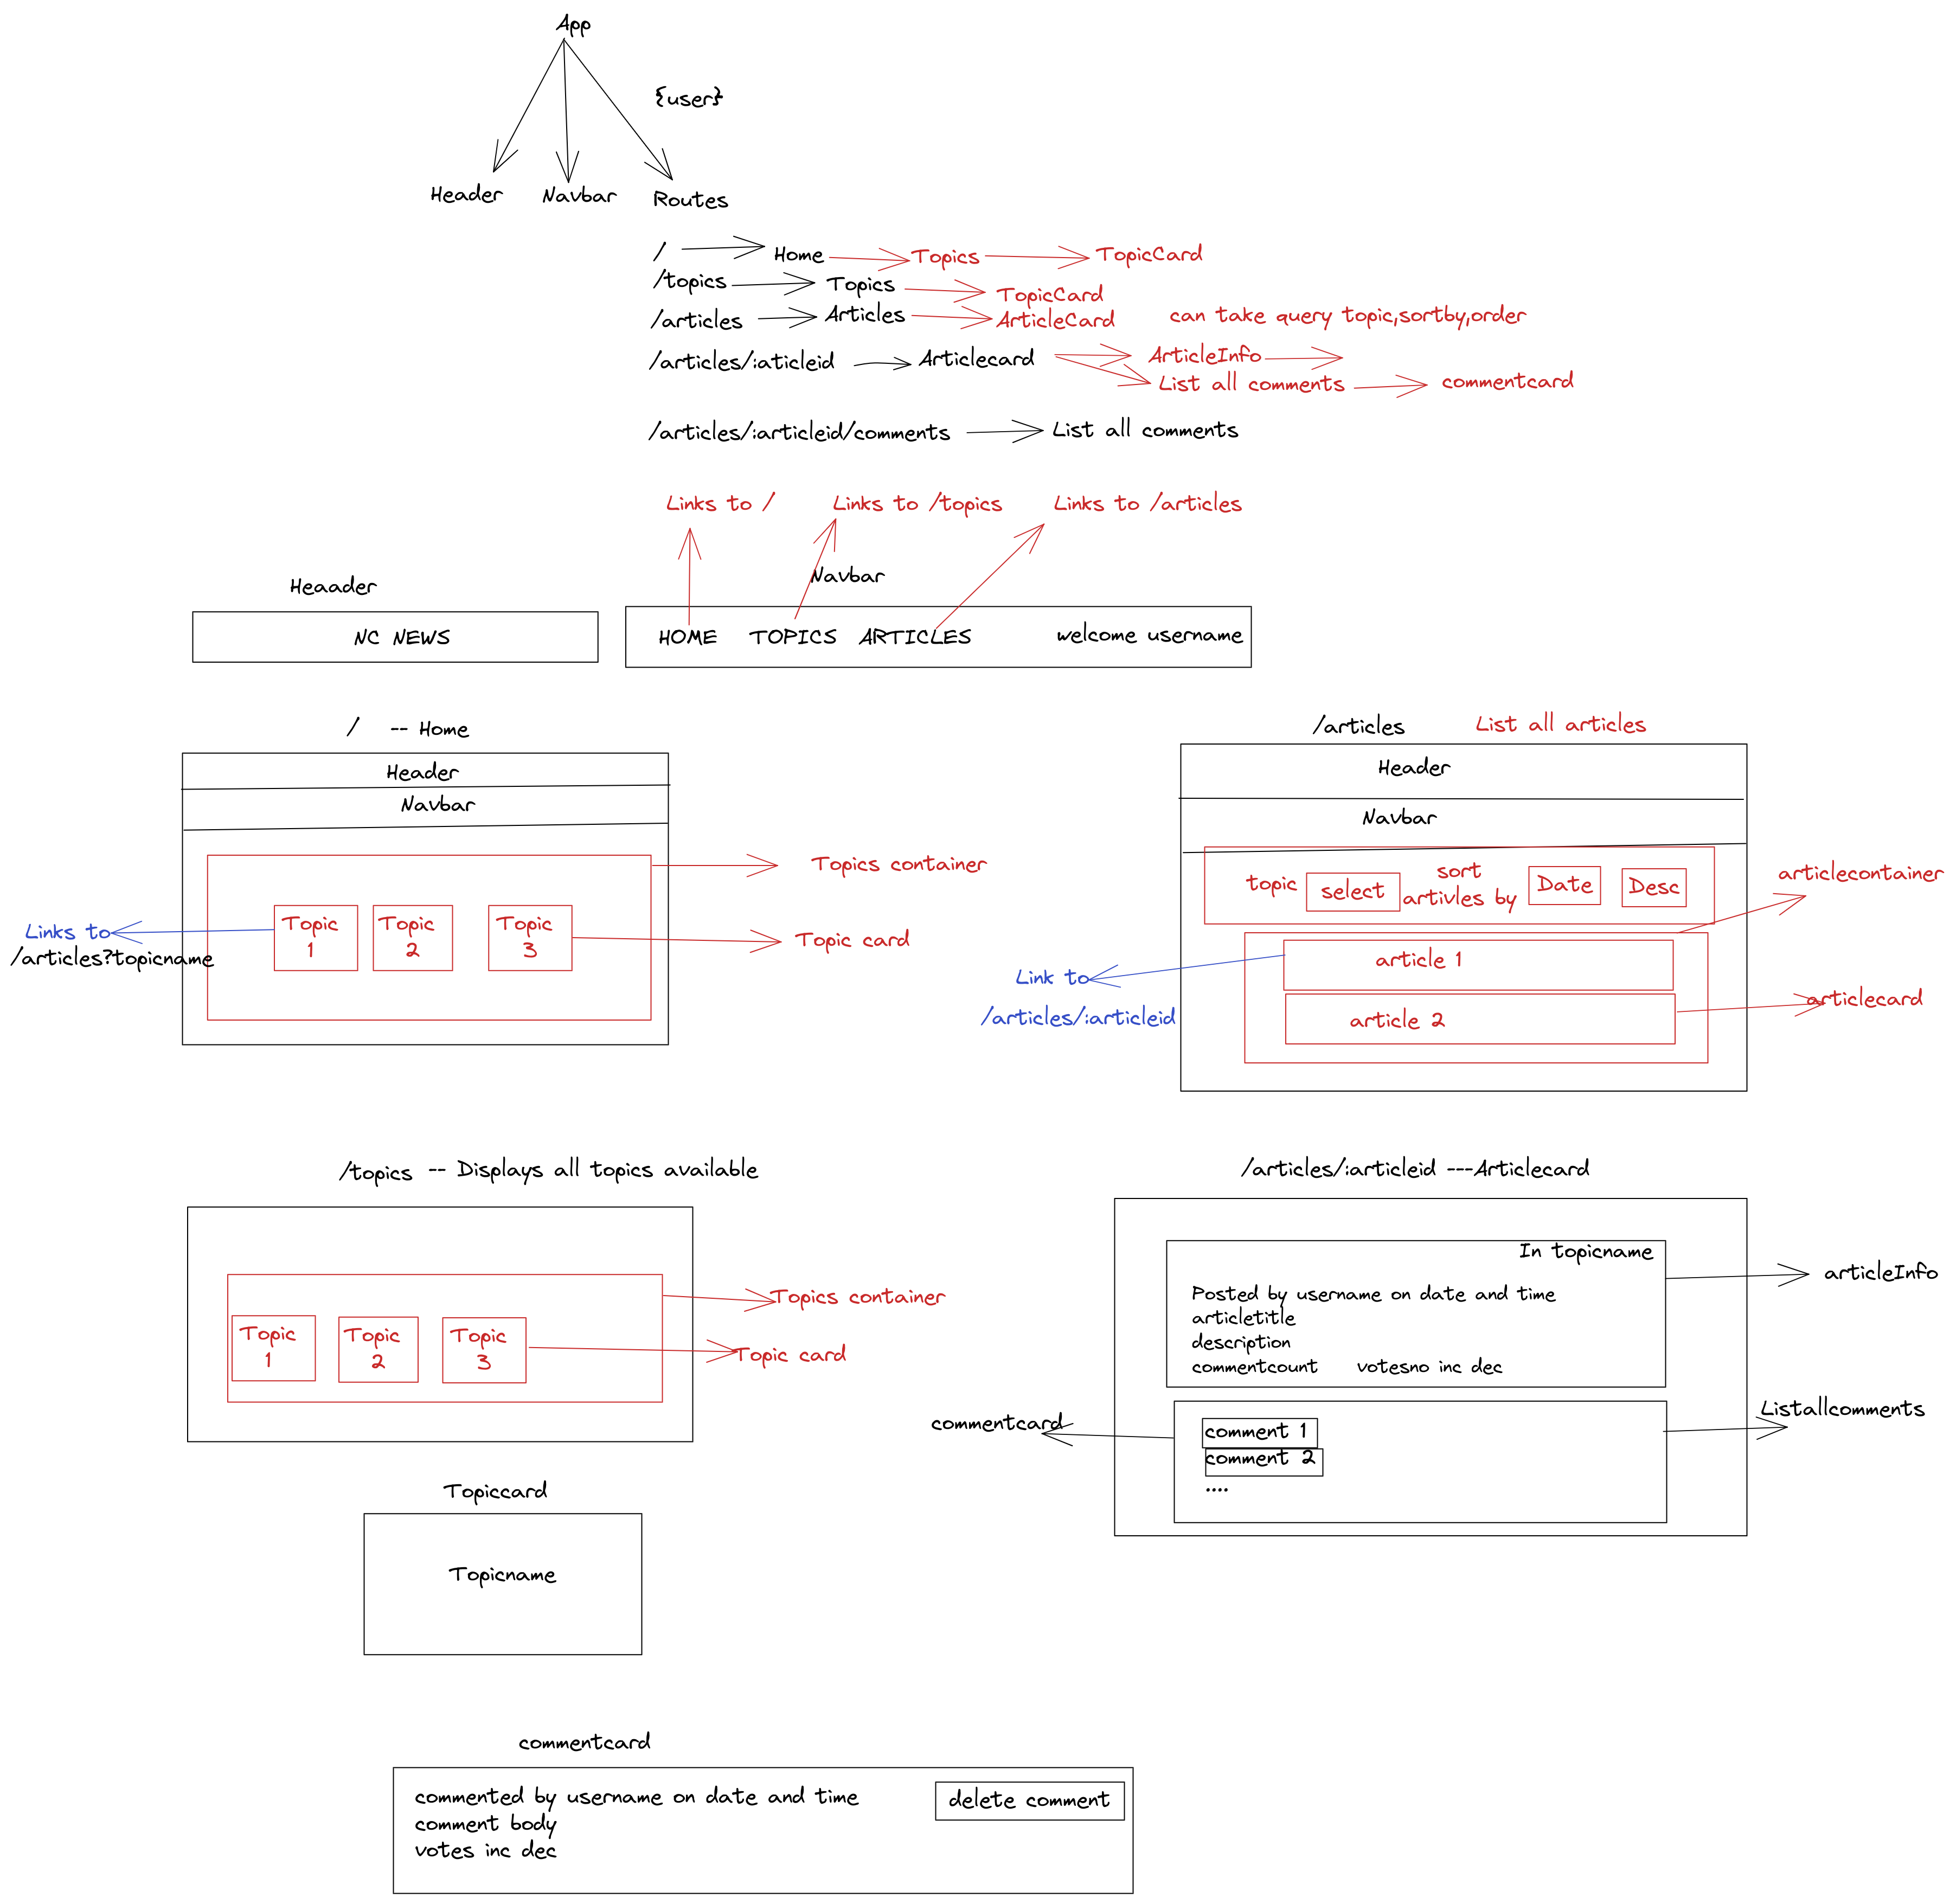 App
{user}
Header
Navbar
Routes
/
Home
Topics
TopicCard
/topics
Topics
TopicCard
/articles
Articles
ArticleCard
can take query topic,sortby,order
/articles/:aticleid
Articlecard
ArticleInfo
List all comments
commentcard
/articles/:articleid/comments
List all comments
Links to /
Links to /topics
Links to /articles
Heaader
Navbar
NC NEWS
HOME
TOPICS
ARTICLES
welcome username
/ -- Home
Header
Navbar
Topics container
Topic
1
Topic
2
Topic
3
Topic card
Links to
/articles?topicname
/articles
List all articles
Header
Navbar
topic
select
sort
artivles by
Date
Desc
articlecontainer
article 1
Link to
/articles/:articleid
article 2
articlecard
/topics -- Displays all topics available
Topics container
Topic
1
Topic
2
Topic
3
Topic card
/articles/:articleid ---Articlecard
In topicname
articleInfo
Posted by username on date and time
articletitle
description
commentcount votesno inc dec
Listallcomments
commentcard
comment 1
comment 2
....
Topiccard
Topicname
commentcard
commented by username on date and time
delete comment
comment body
votes inc dec